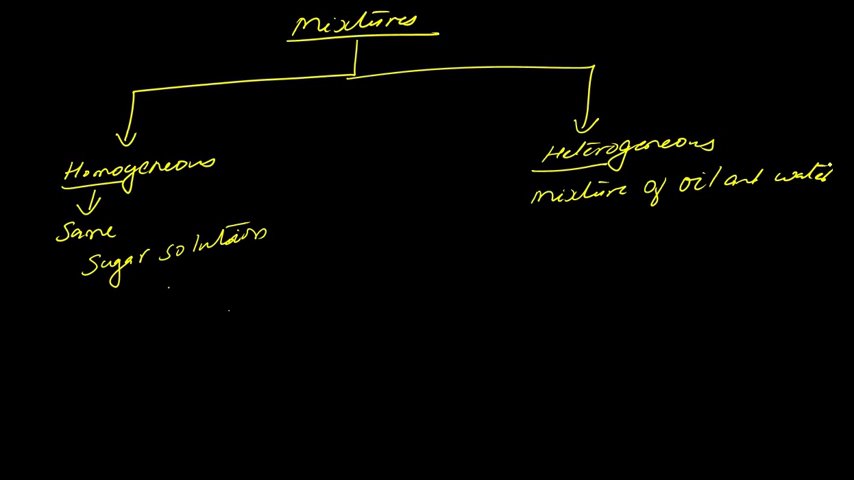 Mixtures
Homogeneous
Heterogeneous
mixture of oil and water
Same
Sugar solution